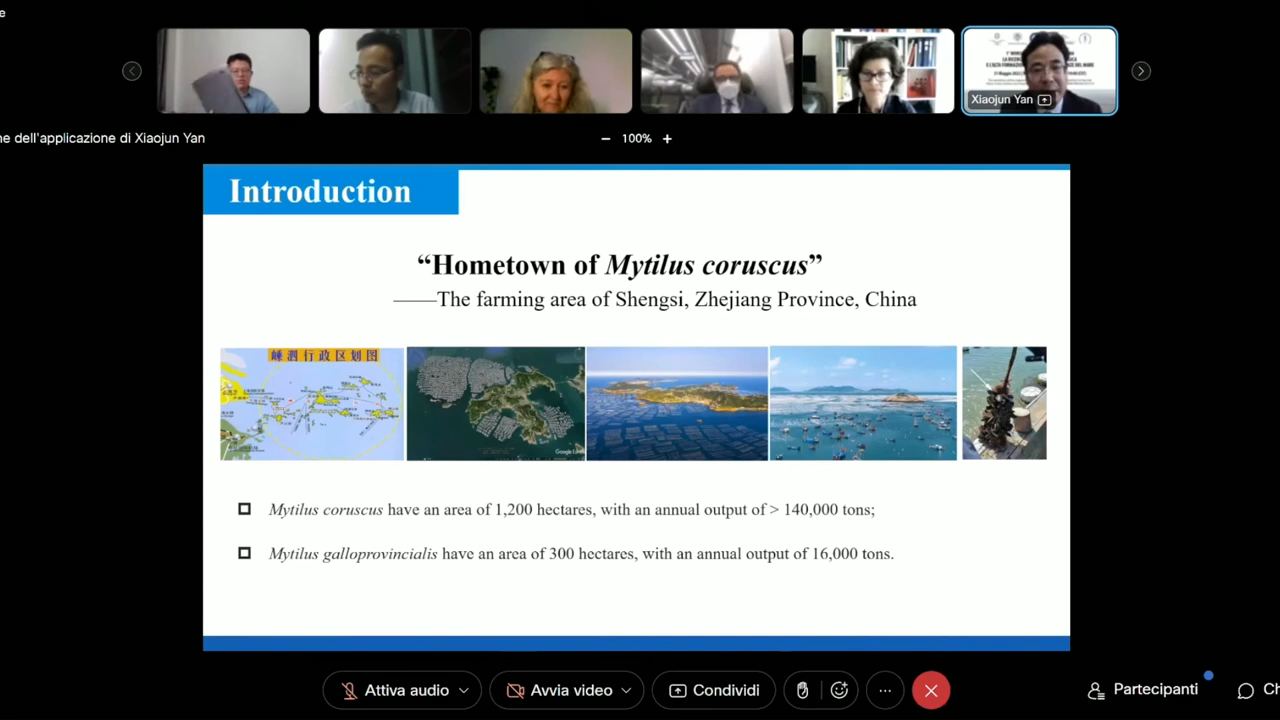 e
Xiaojun Yan
ne dell'applicazione di Xiaojun Yan
− 100% +
Introduction
“Hometown of Mytilus coruscus”
——The farming area of Shengsi, Zhejiang Province, China
嵊泗行政区划图
Mytilus coruscus have an area of 1,200 hectares, with an annual output of > 140,000 tons;
Mytilus galloprovincialis have an area of 300 hectares, with an annual output of 16,000 tons.
Attiva audio
Avvia video
Condividi
Partecipanti
Ch